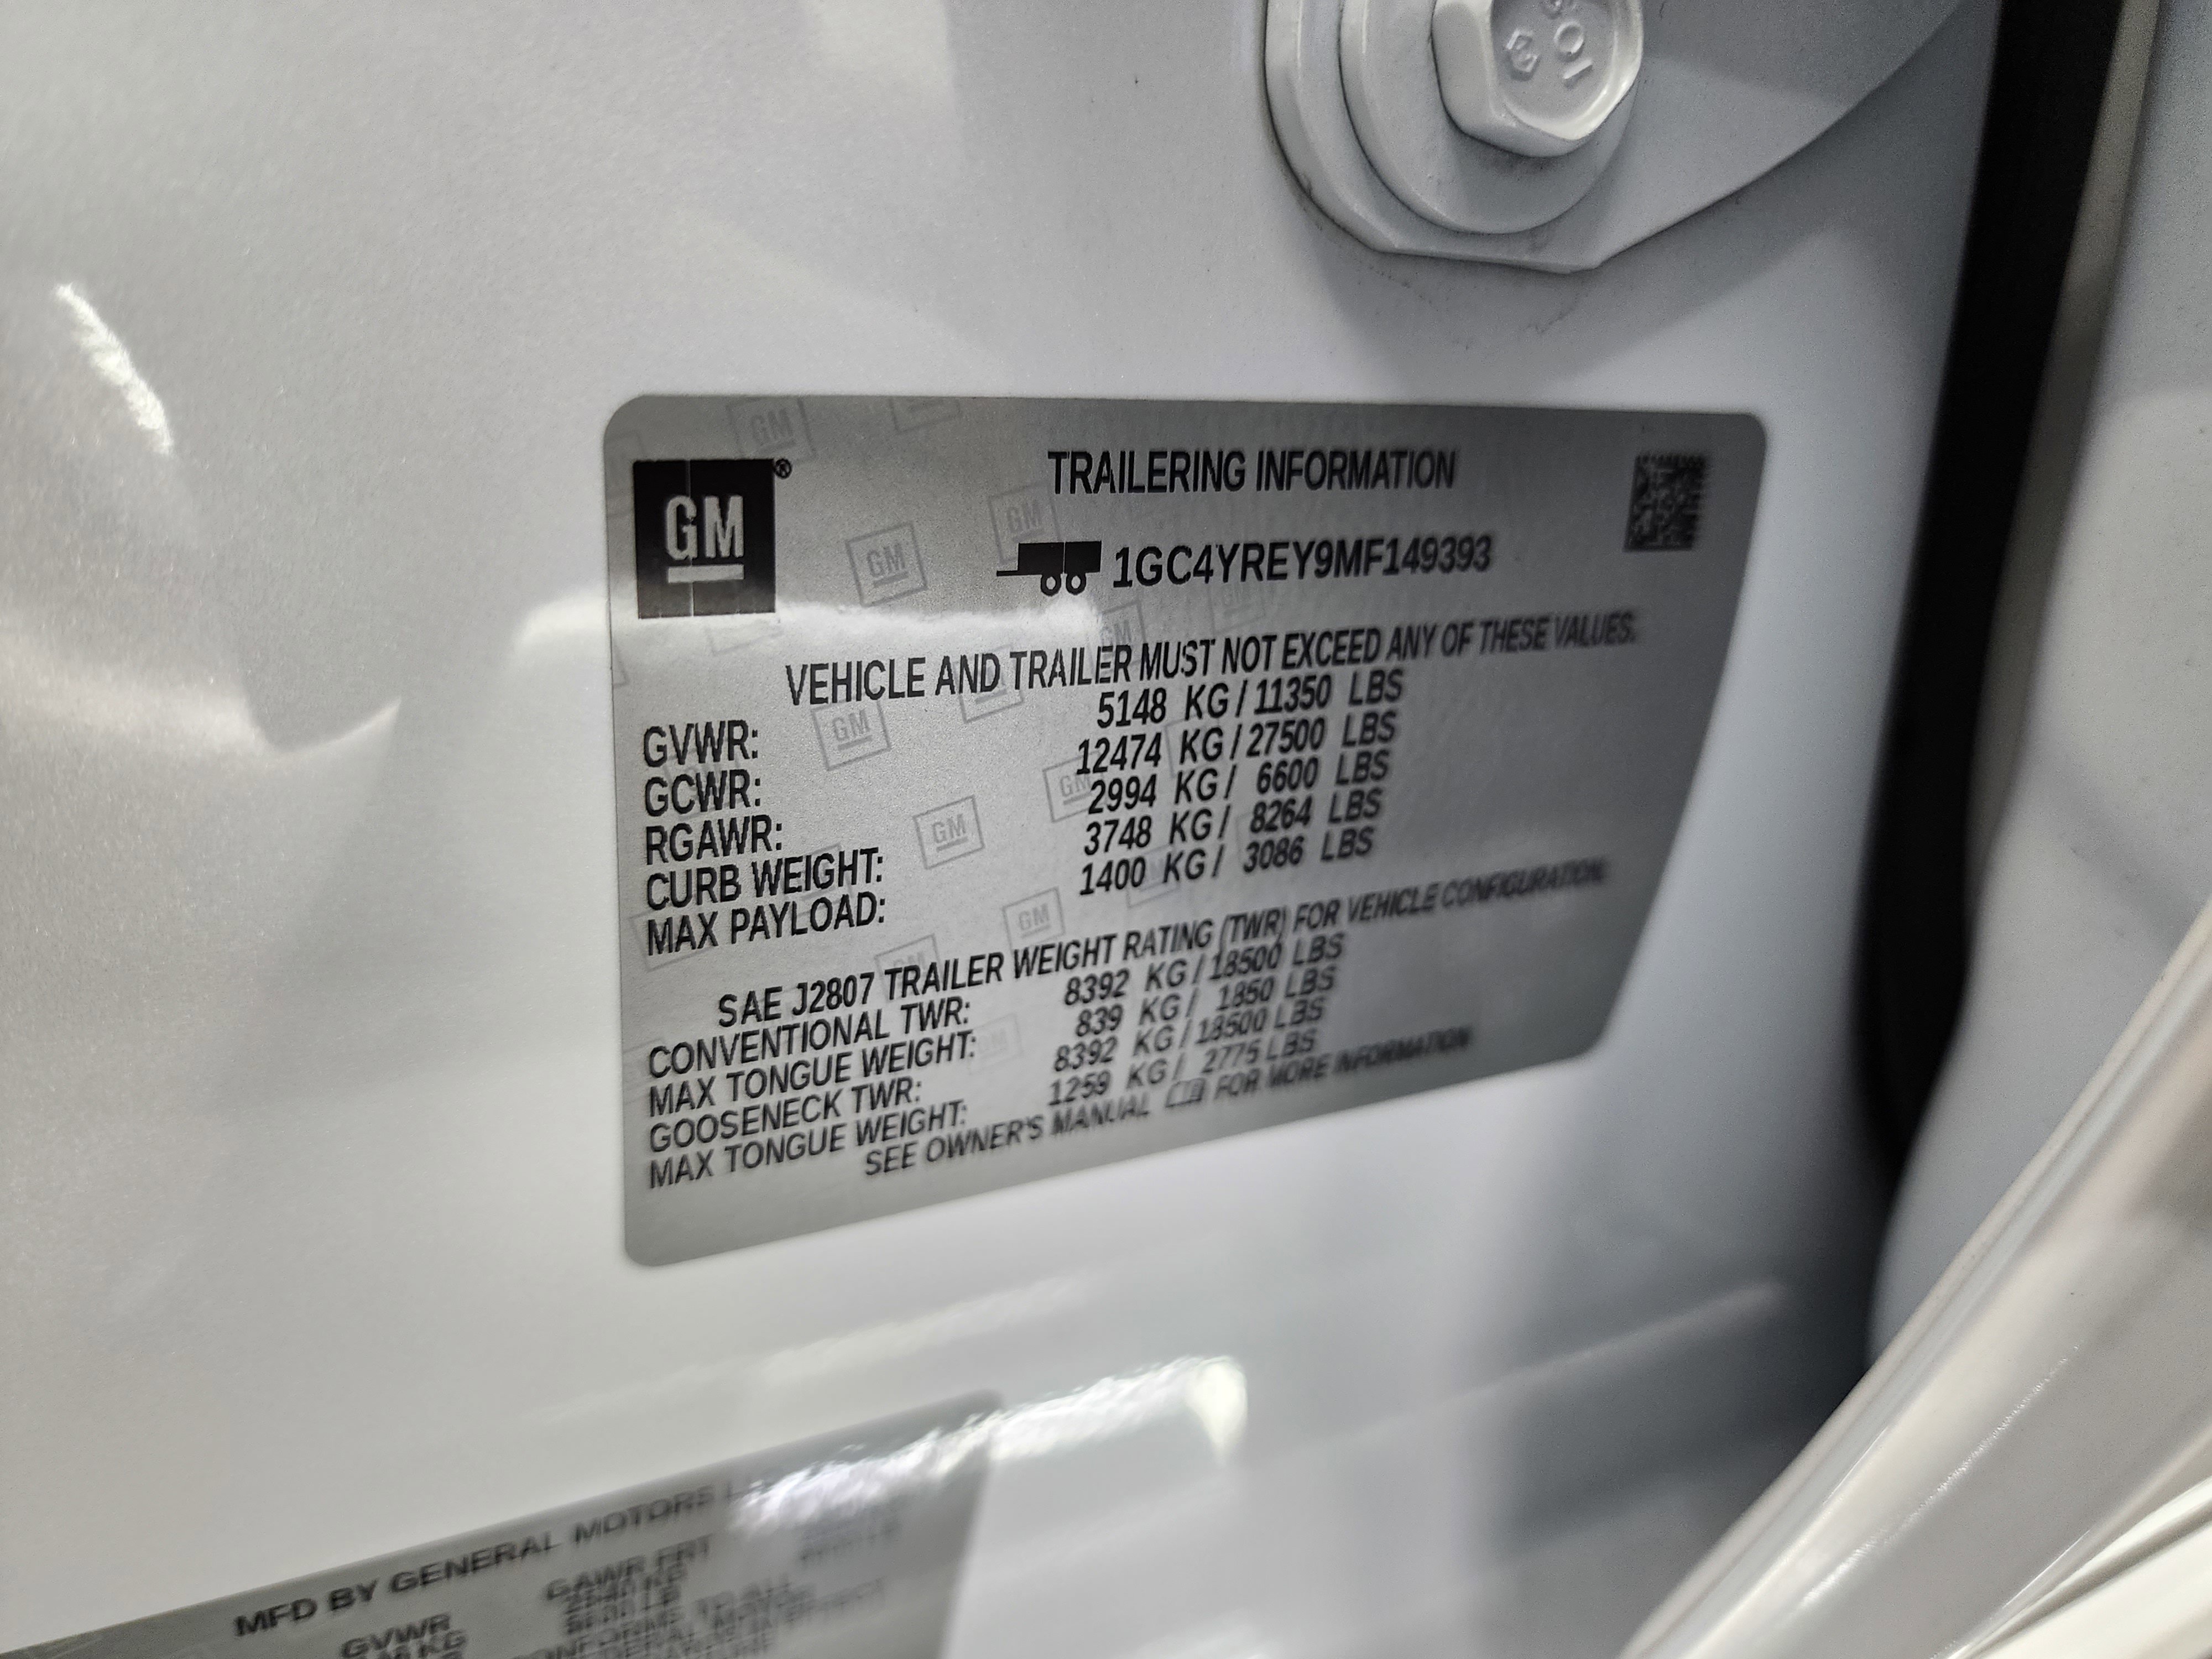 TRAILERING INFORMATION
GM®
1GC4YREY9MF149393
VEHICLE AND TRAILER MUST NOT EXCEED ANY OF THESE VALUES.
GVWR: 5148 KG / 11350 LBS
GCWR: 12474 KG / 27500 LBS
RGAWR: 2994 KG / 6600 LBS
CURB WEIGHT: 3748 KG / 8264 LBS
MAX PAYLOAD: 1400 KG / 3086 LBS
SAE J2807 TRAILER WEIGHT RATING (TWR) FOR VEHICLE CONFIGURATION.
CONVENTIONAL TWR: 8392 KG / 18500 LBS
MAX TONGUE WEIGHT: 839 KG / 1850 LBS
GOOSENECK TWR: 8392 KG / 18500 LBS
MAX TONGUE WEIGHT: 1259 KG / 2775 LBS
SEE OWNER'S MANUAL FOR MORE INFORMATION
MFD BY GENERAL MOTORS
GVWR GAWR FRT
KG KG